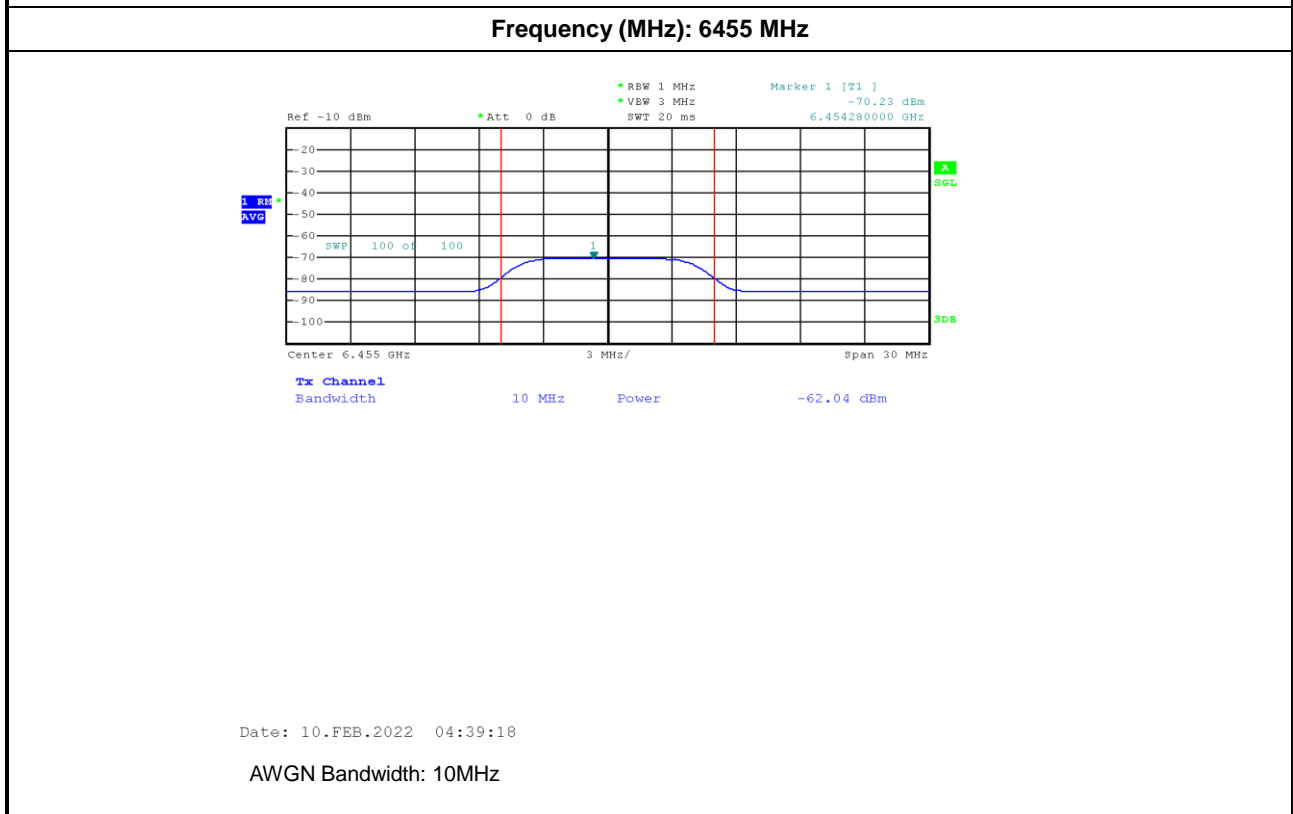 Frequency (MHz): 6455 MHz
* RBW 1 MHz Marker 1 [T1 ]
* VBW 3 MHz -70.23 dBm
Ref -10 dBm * Att 0 dB SWT 20 ms 6.454280000 GHz
-20
-30
A
SGL
-40
1 RM *
AVG
-50
-60
SWP 100 of 100 1
-70
-80
-90
-100
3DB
Center 6.455 GHz 3 MHz/ Span 30 MHz
Tx Channel
Bandwidth 10 MHz Power -62.04 dBm
Date: 10.FEB.2022 04:39:18
AWGN Bandwidth: 10MHz